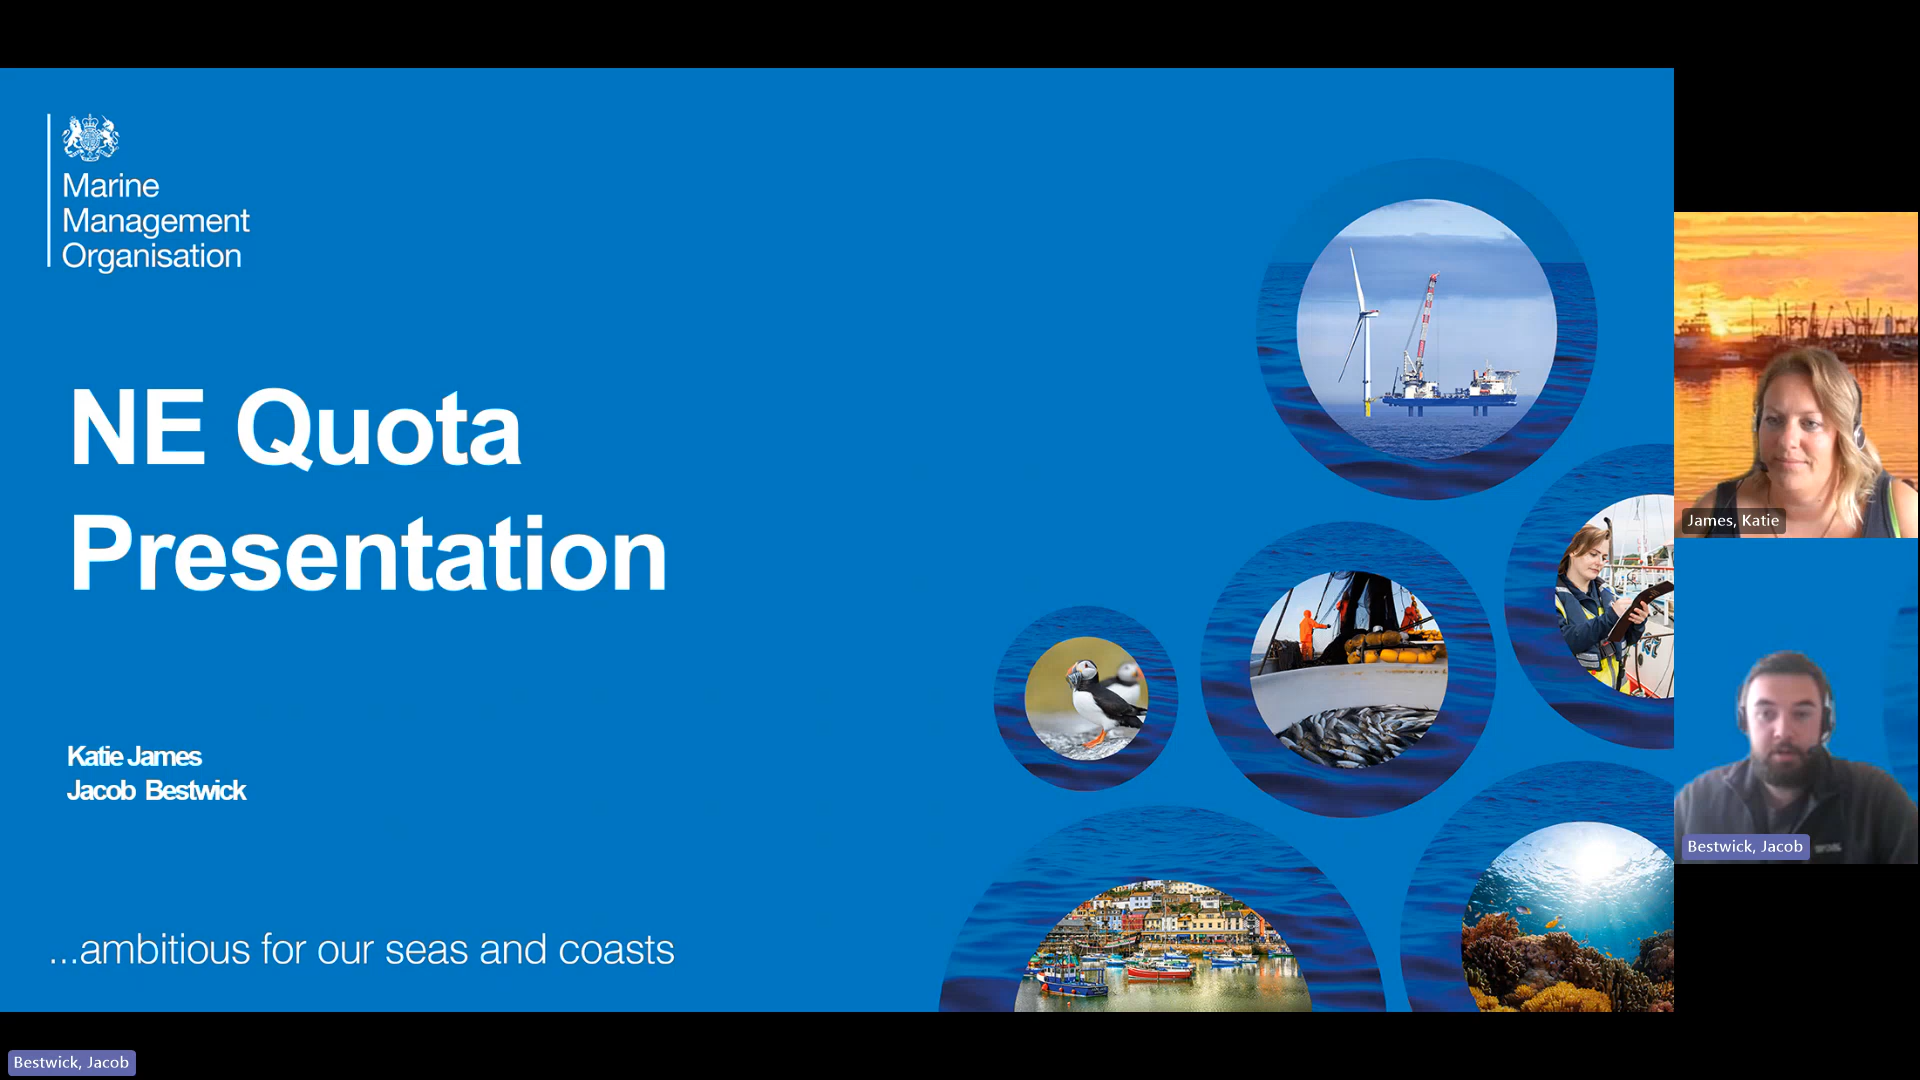 Marine
Management
Organisation
NE Quota
Presentation
Katie James
Jacob Bestwick
...ambitious for our seas and coasts
James, Katie
Bestwick, Jacob
Bestwick, Jacob